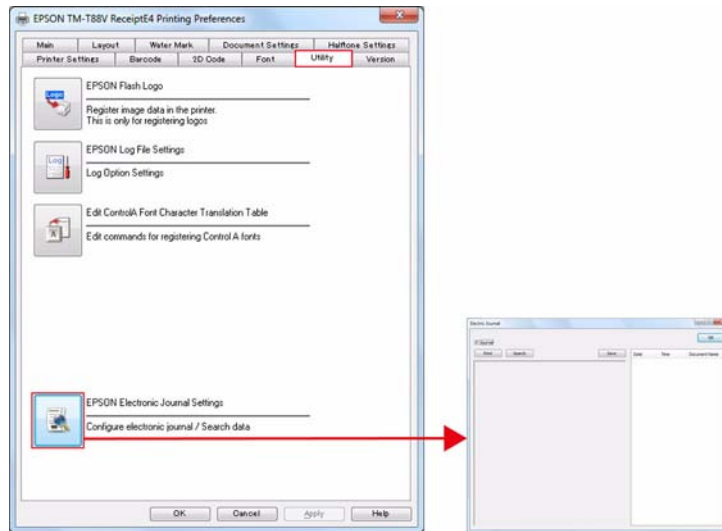 EPSON TM-T88V ReceiptE4 Printing Preferences
Main Layout Water Mark Document Settings Halftone Settings
Printer Settings Barcode 2D Code Font Utility Version
Logo
EPSON Flash Logo
Register image data in the printer.
This is only for registering logos
Log
EPSON Log File Settings
Log Option Settings
A
Edit ControlA Font Character Translation Table
Edit commands for registering Control A fonts
EPSON Electronic Journal Settings
Configure electronic journal / Search data
OK Cancel Apply Help
Electric Journal
OK
Print Search Save Date Time Document Name